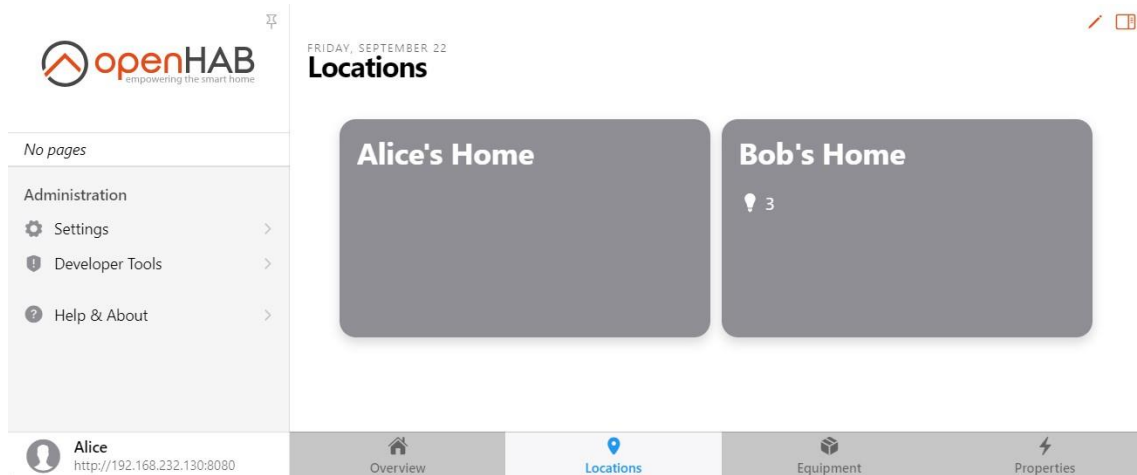 openHAB
empowering the smart home
No pages
Administration
Settings
Developer Tools
Help & About
Alice
http://192.168.232.130:8080
FRIDAY, SEPTEMBER 22
Locations
Alice's Home
Bob's Home
3
Overview
Locations
Equipment
Properties